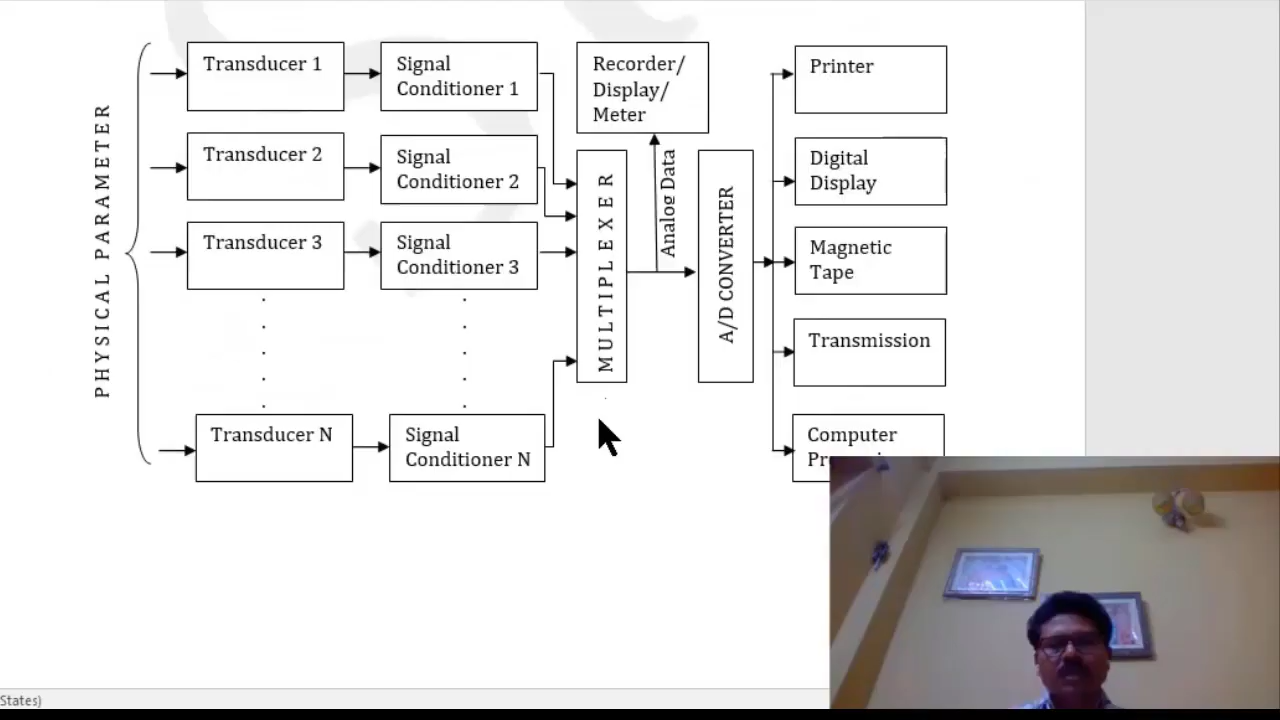 PHYSICAL PARAMETER
Transducer 1
Signal
Conditioner 1
Transducer 2
Signal
Conditioner 2
Transducer 3
Signal
Conditioner 3
Transducer N
Signal
Conditioner N
MULTIPLEXER
Recorder/
Display/
Meter
Analog Data
A/D CONVERTER
Printer
Digital
Display
Magnetic
Tape
Transmission
Computer
States)